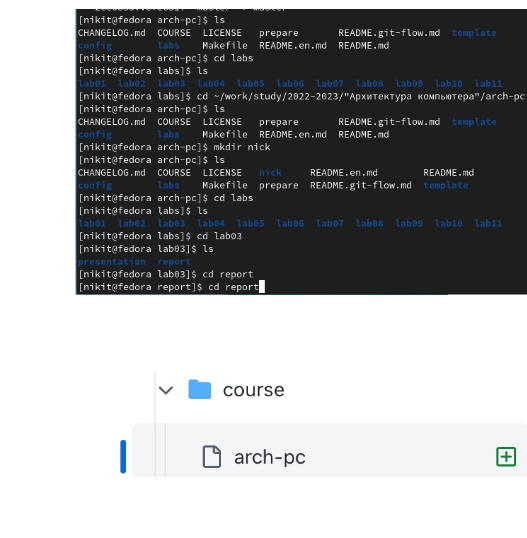 [nikit@fedora arch-pc]$ ls
CHANGELOG.md COURSE LICENSE prepare README.git-flow.md template
config labs Makefile README.en.md README.md
[nikit@fedora arch-pc]$ cd labs
[nikit@fedora labs]$ ls
lab01 lab02 lab03 lab04 lab05 lab06 lab07 lab08 lab09 lab10 lab11
[nikit@fedora labs]$ cd ~/work/study/2022-2023/"Архитектура компьютера"/arch-pc
[nikit@fedora arch-pc]$ ls
CHANGELOG.md COURSE LICENSE prepare README.git-flow.md template
config labs Makefile README.en.md README.md
[nikit@fedora arch-pc]$ mkdir nick
[nikit@fedora arch-pc]$ ls
CHANGELOG.md COURSE LICENSE nick README.en.md README.md
config labs Makefile prepare README.git-flow.md template
[nikit@fedora arch-pc]$ cd labs
[nikit@fedora labs]$ ls
lab01 lab02 lab03 lab04 lab05 lab06 lab07 lab08 lab09 lab10 lab11
[nikit@fedora labs]$ cd lab03
[nikit@fedora lab03]$ ls
presentation report
[nikit@fedora lab03]$ cd report
[nikit@fedora report]$ cd report
course
arch-pc